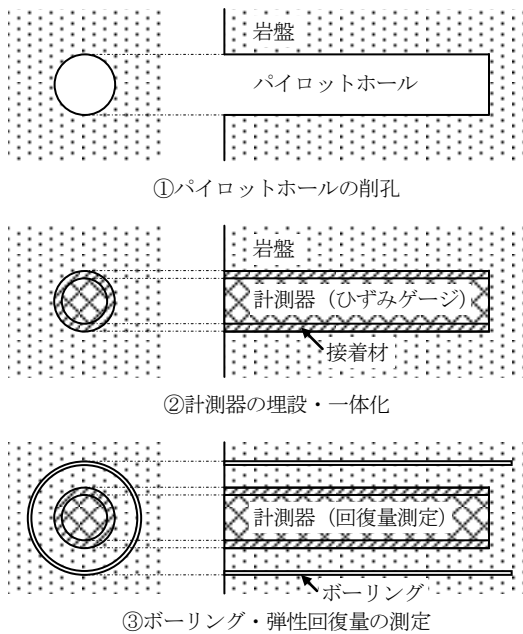 岩盤
パイロットホール
①パイロットホールの削孔
岩盤
計測器（ひずみゲージ）
接着材
②計測器の埋設・一体化
計測器（回復量測定）
ボーリング
③ボーリング・弾性回復量の測定